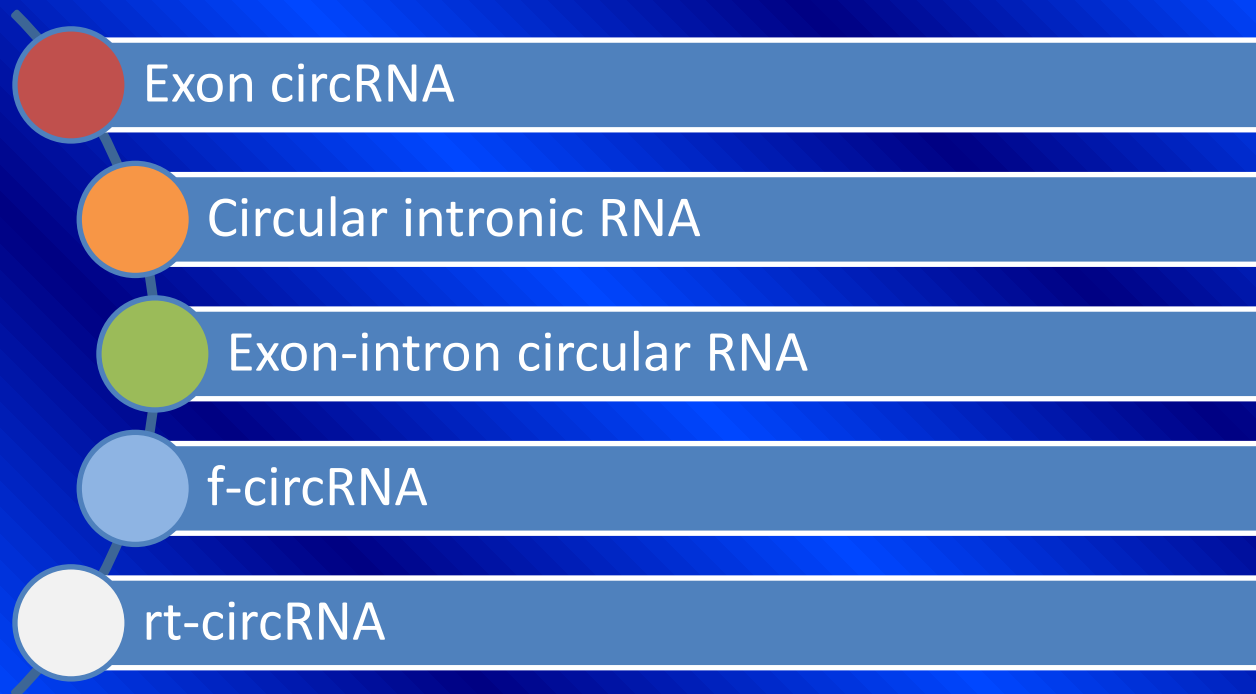 Exon circRNA
Circular intronic RNA
Exon-intron circular RNA
f-circRNA
rt-circRNA